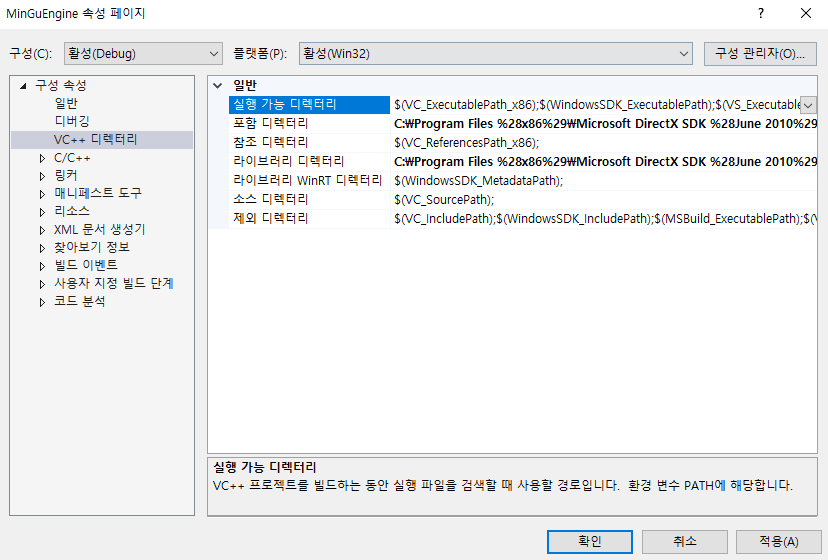 MinGuEngine 속성 페이지
?
구성(C): 활성(Debug) 플랫폼(P): 활성(Win32) 구성 관리자(O)...
구성 속성
일반
디버깅
VC++ 디렉터리
C/C++
링커
매니페스트 도구
리소스
XML 문서 생성기
찾아보기 정보
빌드 이벤트
사용자 지정 빌드 단계
코드 분석
일반
실행 가능 디렉터리 $(VC_ExecutablePath_x86);$(WindowsSDK_ExecutablePath);$(VS_Executable
포함 디렉터리 C:₩Program Files %28x86%29₩Microsoft DirectX SDK %28June 2010%29
참조 디렉터리 $(VC_ReferencesPath_x86);
라이브러리 디렉터리 C:₩Program Files %28x86%29₩Microsoft DirectX SDK %28June 2010%29
라이브러리 WinRT 디렉터리 $(WindowsSDK_MetadataPath);
소스 디렉터리 $(VC_SourcePath);
제외 디렉터리 $(VC_IncludePath);$(WindowsSDK_IncludePath);$(MSBuild_ExecutablePath);$(V
실행 가능 디렉터리
VC++ 프로젝트를 빌드하는 동안 실행 파일을 검색할 때 사용할 경로입니다. 환경 변수 PATH에 해당합니다.
확인 취소 적용(A)